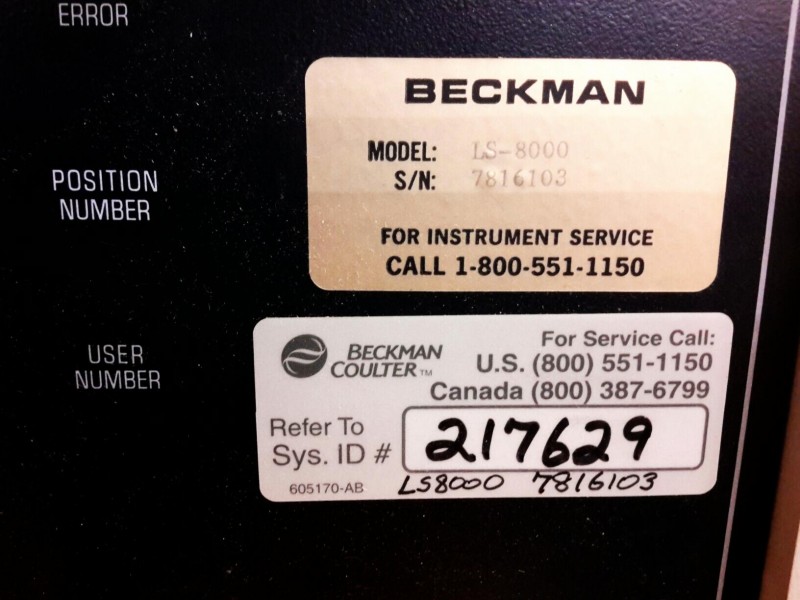 ERROR
POSITION
NUMBER
USER
NUMBER
BECKMAN
MODEL: LS-8000
S/N: 7816103
FOR INSTRUMENT SERVICE
CALL 1-800-551-1150
BECKMAN
COULTER™
For Service Call:
U.S. (800) 551-1150
Canada (800) 387-6799
Refer To
Sys. ID # 217629
605170-AB LS8000 7816103